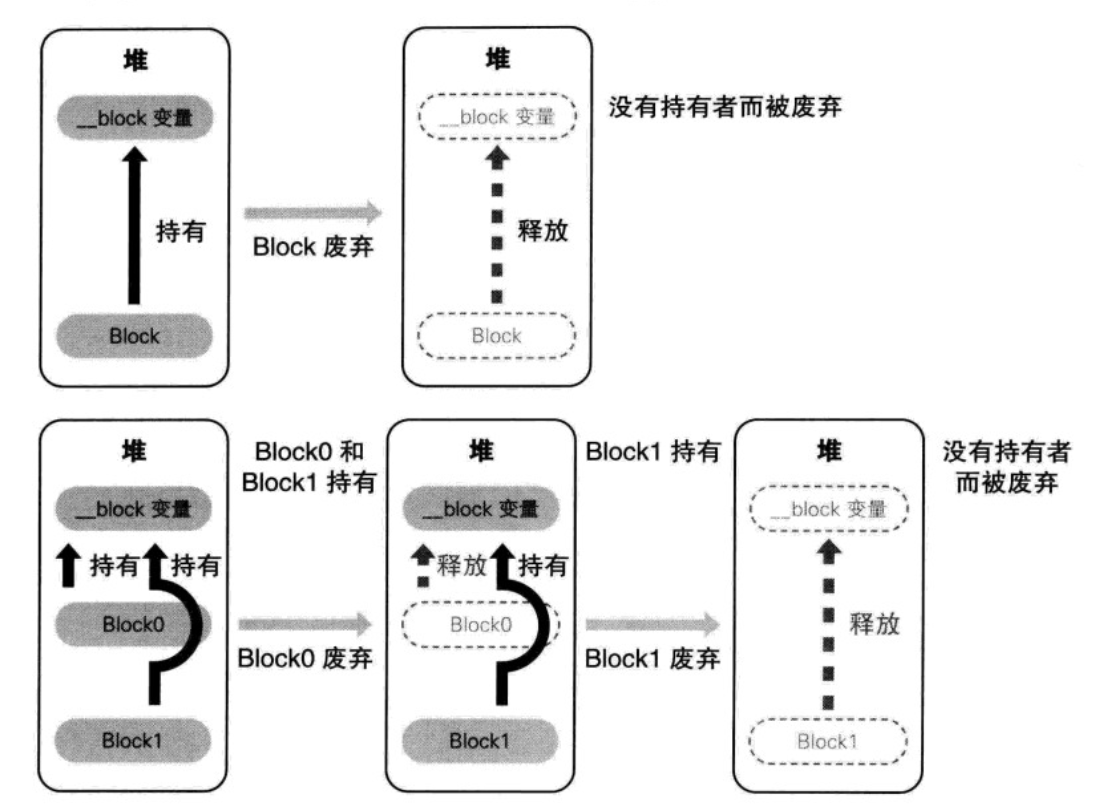 堆
__block 变量
持有
Block
Block 废弃
堆
__block 变量
没有持有者而被废弃
释放
Block
堆
__block 变量
持有
持有
Block0
Block1
Block0 和
Block1 持有
Block0 废弃
堆
__block 变量
释放
持有
Block0
Block1
Block1 持有
Block1 废弃
堆
__block 变量
释放
Block1
没有持有者
而被废弃